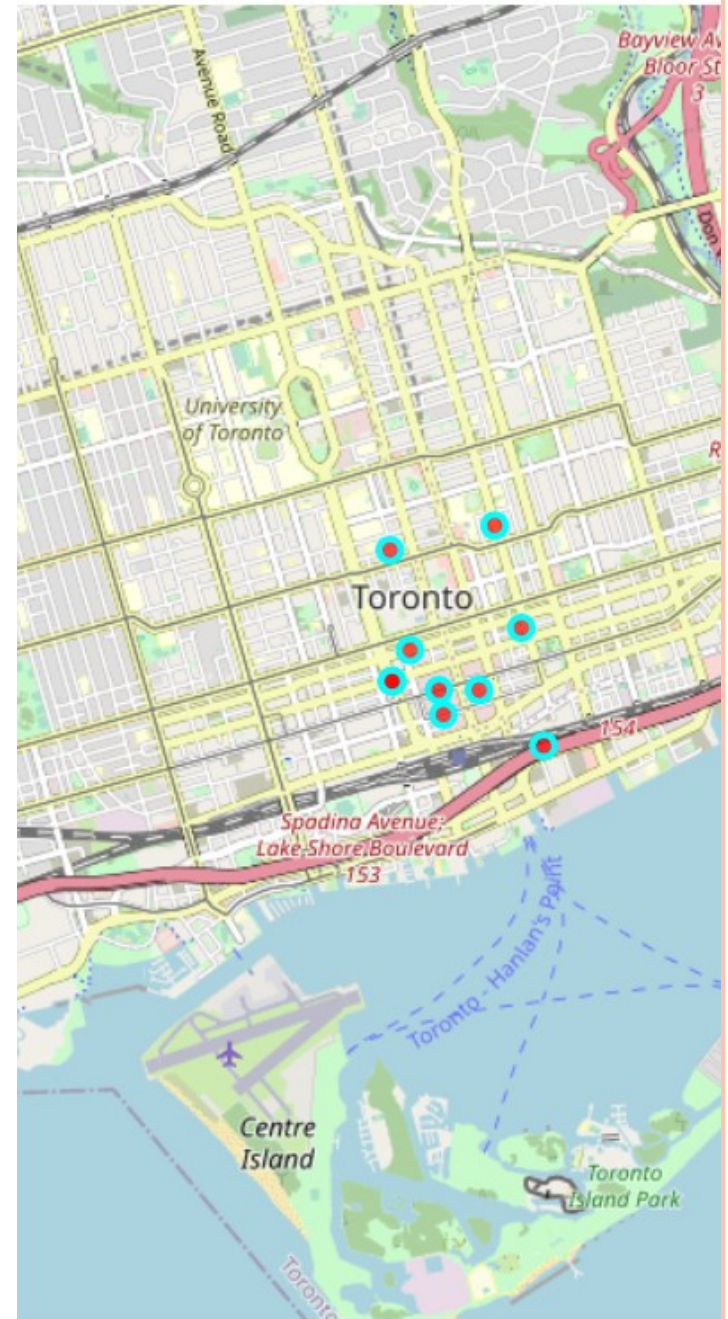 Bayview Av
Bloor St
3
Avenue Road
Don
University
of Toronto
R
Toronto
154
Spadina Avenue;
Lake Shore Boulevard
153
Toronto - Hanlan's Point
Centre
Island
Toronto
Island Park
Toronto